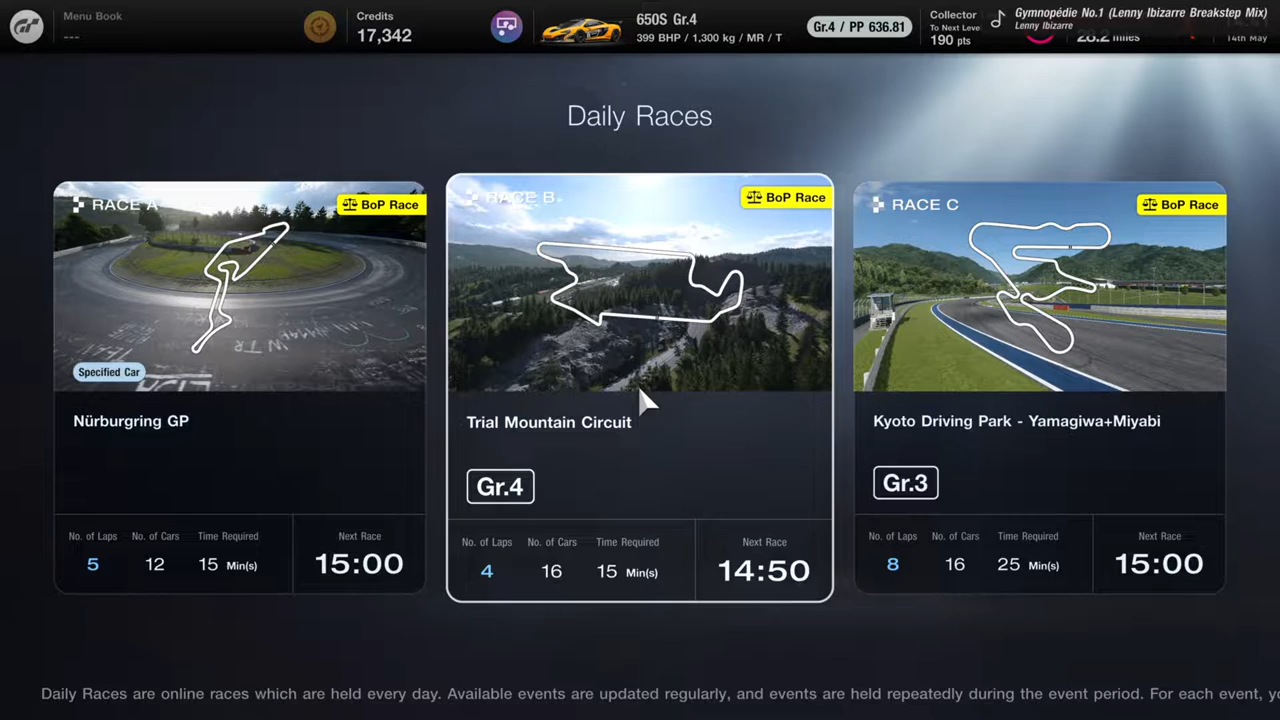 Menu Book
---
Credits
17,342
650S Gr.4
399 BHP / 1,300 kg / MR / T
Gr.4 / PP 636.81
Collector
To Next Leve
190 pts
Gymnopédie No.1 (Lenny Ibizarre Breakstep Mix)
Lenny Ibizarre
28.2 miles
14th May
Daily Races
RACE A
BoP Race
Specified Car
Nürburgring GP
No. of Laps No. of Cars Time Required
5 12 15 Min(s)
Next Race
15:00
RACE B
BoP Race
Trial Mountain Circuit
Gr.4
No. of Laps No. of Cars Time Required
4 16 15 Min(s)
Next Race
14:50
RACE C
BoP Race
Kyoto Driving Park - Yamagiwa+Miyabi
Gr.3
No. of Laps No. of Cars Time Required
8 16 25 Min(s)
Next Race
15:00
Daily Races are online races which are held every day. Available events are updated regularly, and events are held repeatedly during the event period. For each event, yo